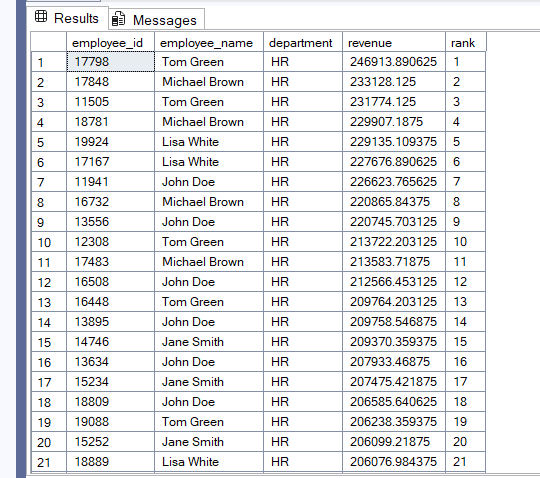 Results Messages
employee_id employee_name department revenue rank
1 17798 Tom Green HR 246913.890625 1
2 17848 Michael Brown HR 233128.125 2
3 11505 Tom Green HR 231774.125 3
4 18781 Michael Brown HR 229907.1875 4
5 19924 Lisa White HR 229135.109375 5
6 17167 Lisa White HR 227676.890625 6
7 11941 John Doe HR 226623.765625 7
8 16732 Michael Brown HR 220865.84375 8
9 13556 John Doe HR 220745.703125 9
10 12308 Tom Green HR 213722.203125 10
11 17483 Michael Brown HR 213583.71875 11
12 16508 John Doe HR 212566.453125 12
13 16448 Tom Green HR 209764.203125 13
14 13895 John Doe HR 209758.546875 14
15 14746 Jane Smith HR 209370.359375 15
16 13634 John Doe HR 207933.46875 16
17 15234 Jane Smith HR 207475.421875 17
18 18809 John Doe HR 206585.640625 18
19 19088 Tom Green HR 206238.359375 19
20 15252 Jane Smith HR 206099.21875 20
21 18889 Lisa White HR 206076.984375 21